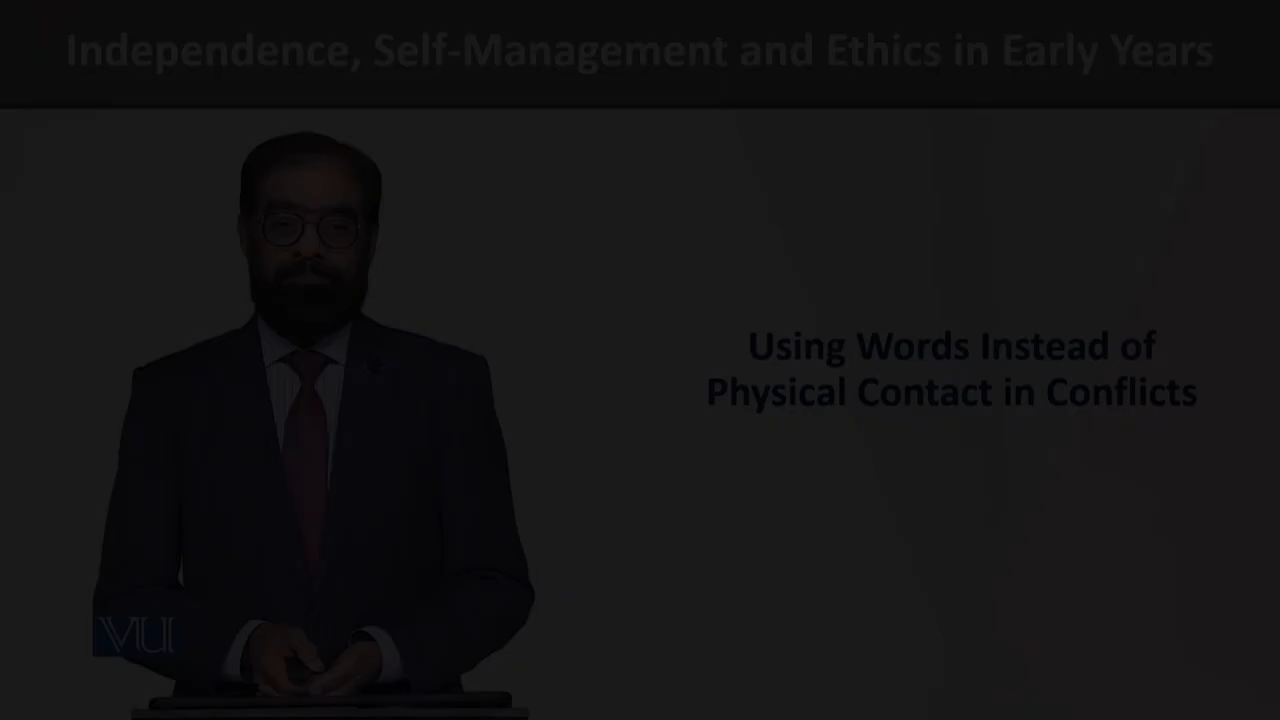 Independence, Self-Management and Ethics in Early Years
Using Words Instead of
Physical Contact in Conflicts
VU